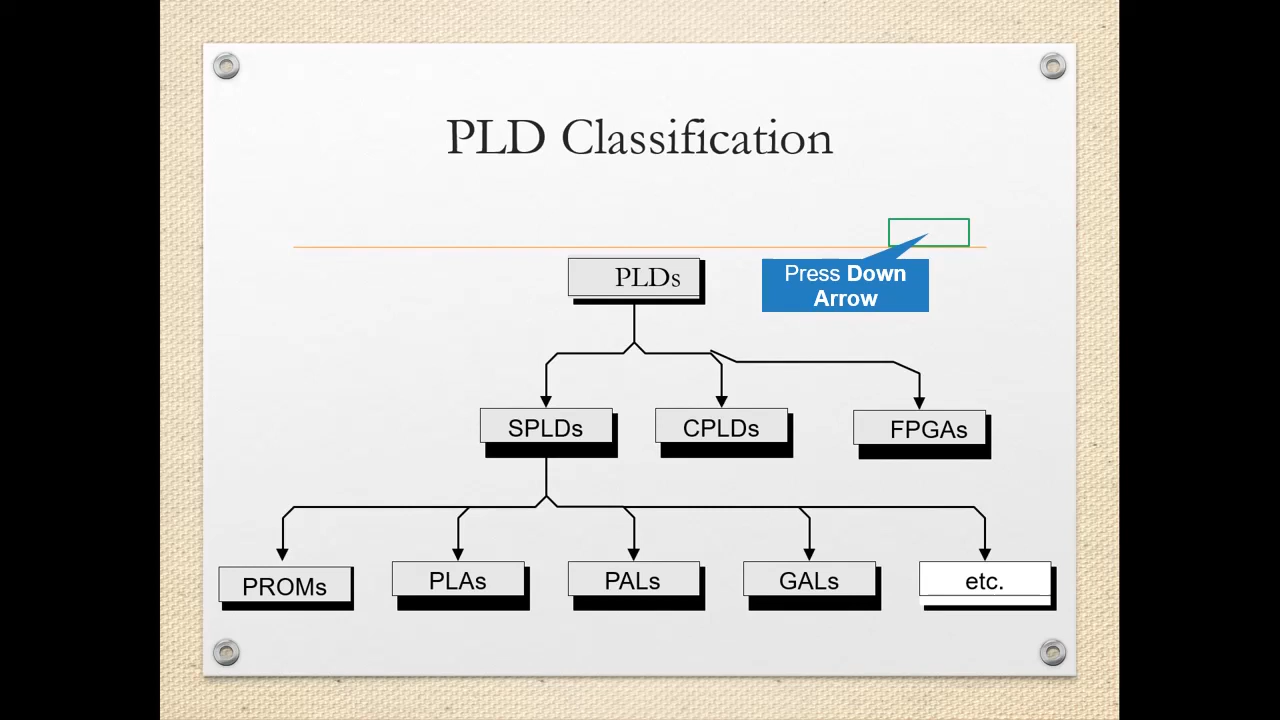 PLD Classification
PLDs
Press Down
Arrow
SPLDs
CPLDs
FPGAs
PROMs
PLAs
PALs
GALs
etc.